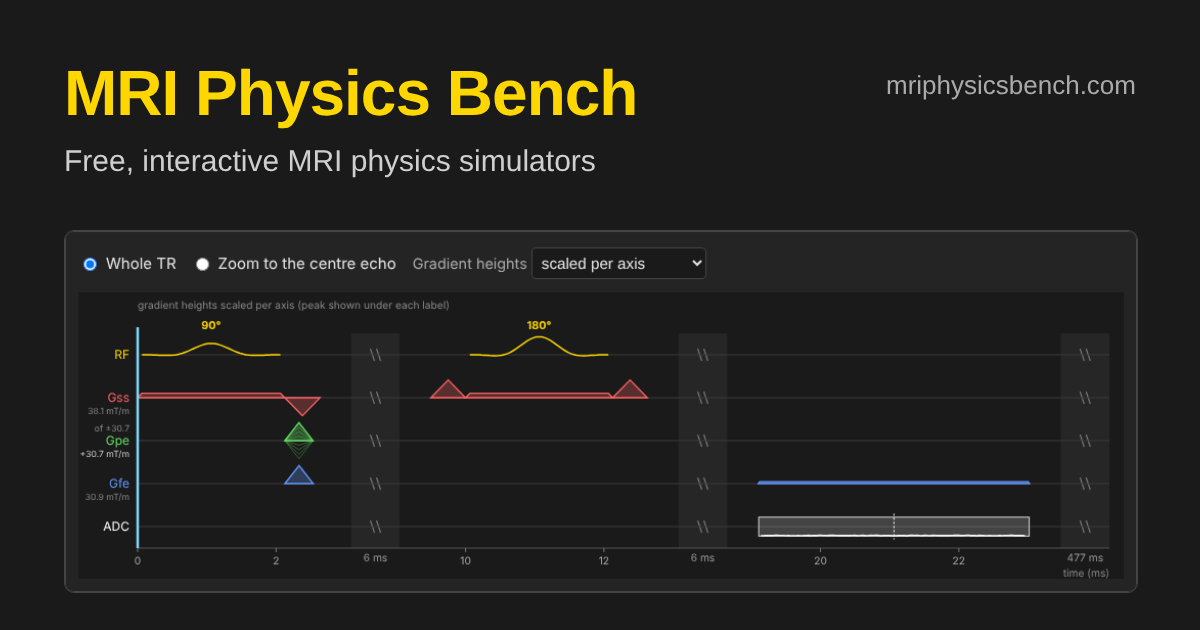 MRI Physics Bench
mriphysicsbench.com
Free, interactive MRI physics simulators
Whole TR Zoom to the centre echo Gradient heights scaled per axis
gradient heights scaled per axis (peak shown under each label)
90° 180°
RF \\ \\ \\
Gss \\ \\ \\
38.1 mT/m
of +30.7
Gpe \\ \\ \\
+30.7 mT/m
Gfe \\ \\ \\
30.9 mT/m
ADC \\ \\ \\
0 2 6 ms 10 12 6 ms 20 22 477 ms
time (ms)